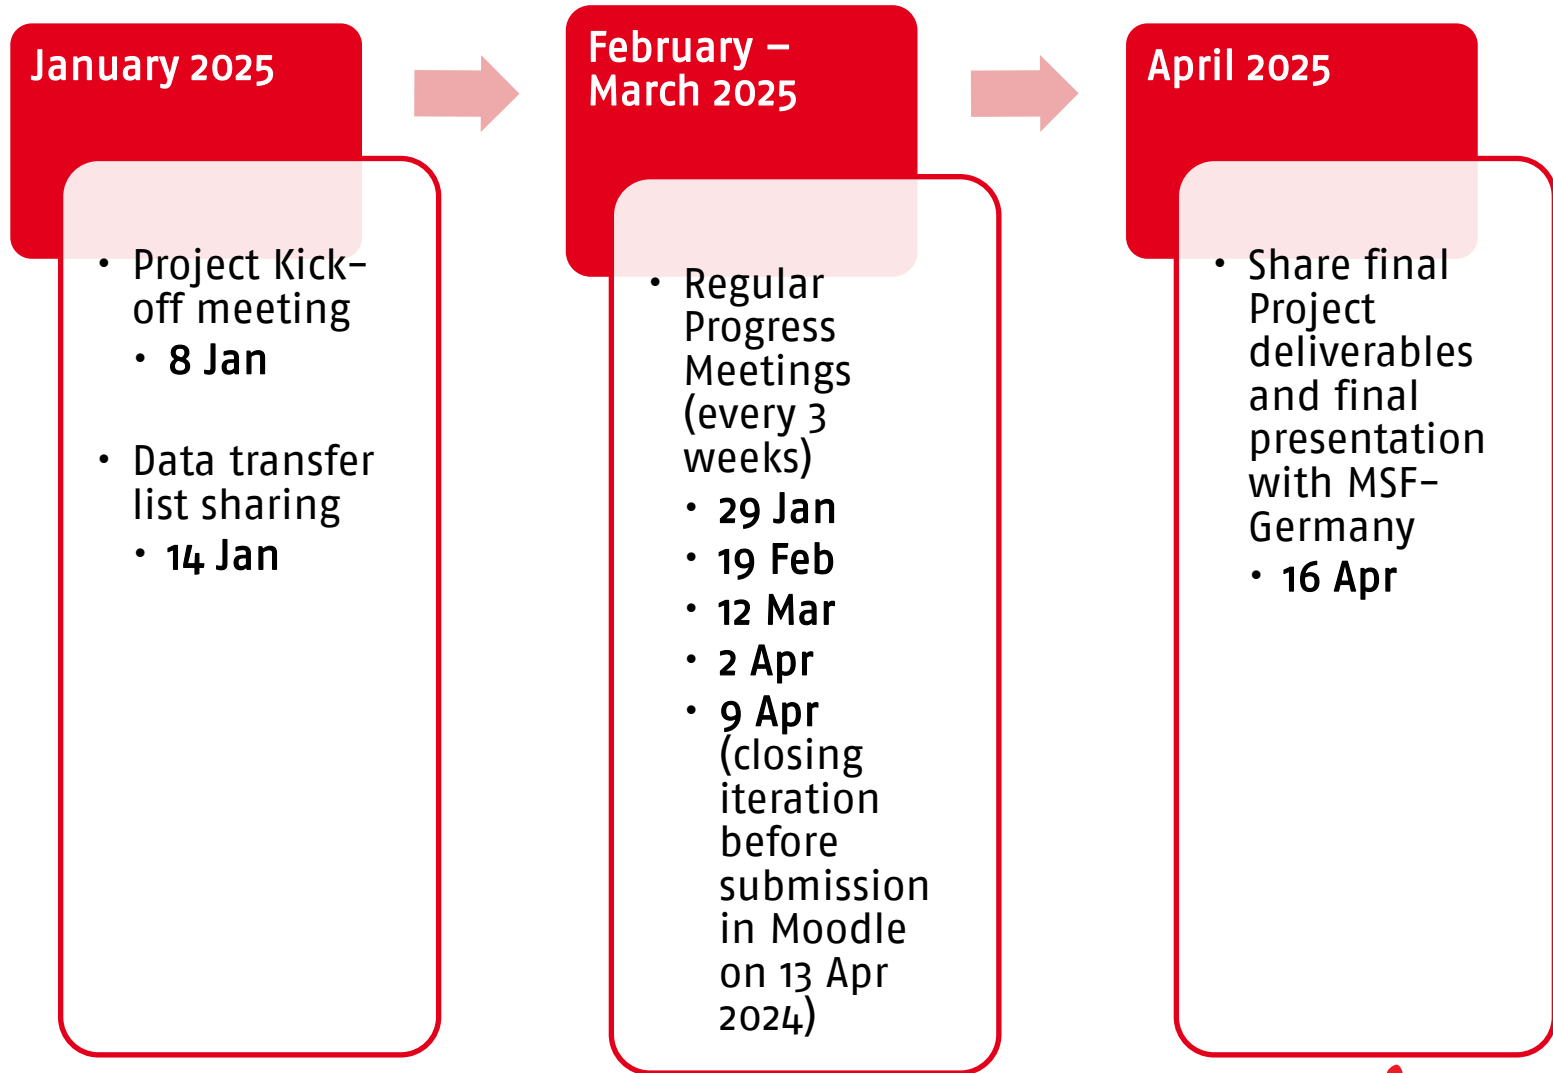 January 2025
• Project Kick-
off meeting
• 8 Jan
• Data transfer
list sharing
• 14 Jan
February –
March 2025
• Regular
Progress
Meetings
(every 3
weeks)
• 29 Jan
• 19 Feb
• 12 Mar
• 2 Apr
• 9 Apr
(closing
iteration
before
submission
in Moodle
on 13 Apr
2024)
April 2025
• Share final
Project
deliverables
and final
presentation
with MSF-
Germany
• 16 Apr